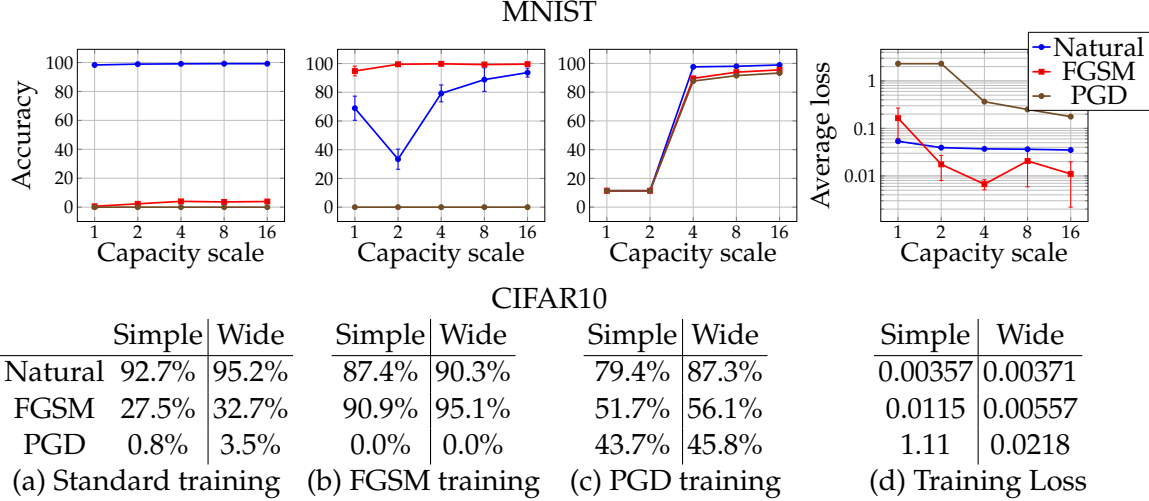 MNIST
Accuracy
100
80
60
40
20
0
1 2 4 8 16
Capacity scale
100
80
60
40
20
0
1 2 4 8 16
Capacity scale
100
80
60
40
20
0
1 2 4 8 16
Capacity scale
Average loss
1
0.1
0.01
1 2 4 8 16
Capacity scale
Natural
FGSM
PGD
CIFAR10
Simple Wide Simple Wide Simple Wide Simple Wide
Natural 92.7% 95.2% 87.4% 90.3% 79.4% 87.3% 0.00357 0.00371
FGSM 27.5% 32.7% 90.9% 95.1% 51.7% 56.1% 0.0115 0.00557
PGD 0.8% 3.5% 0.0% 0.0% 43.7% 45.8% 1.11 0.0218
(a) Standard training (b) FGSM training (c) PGD training (d) Training Loss